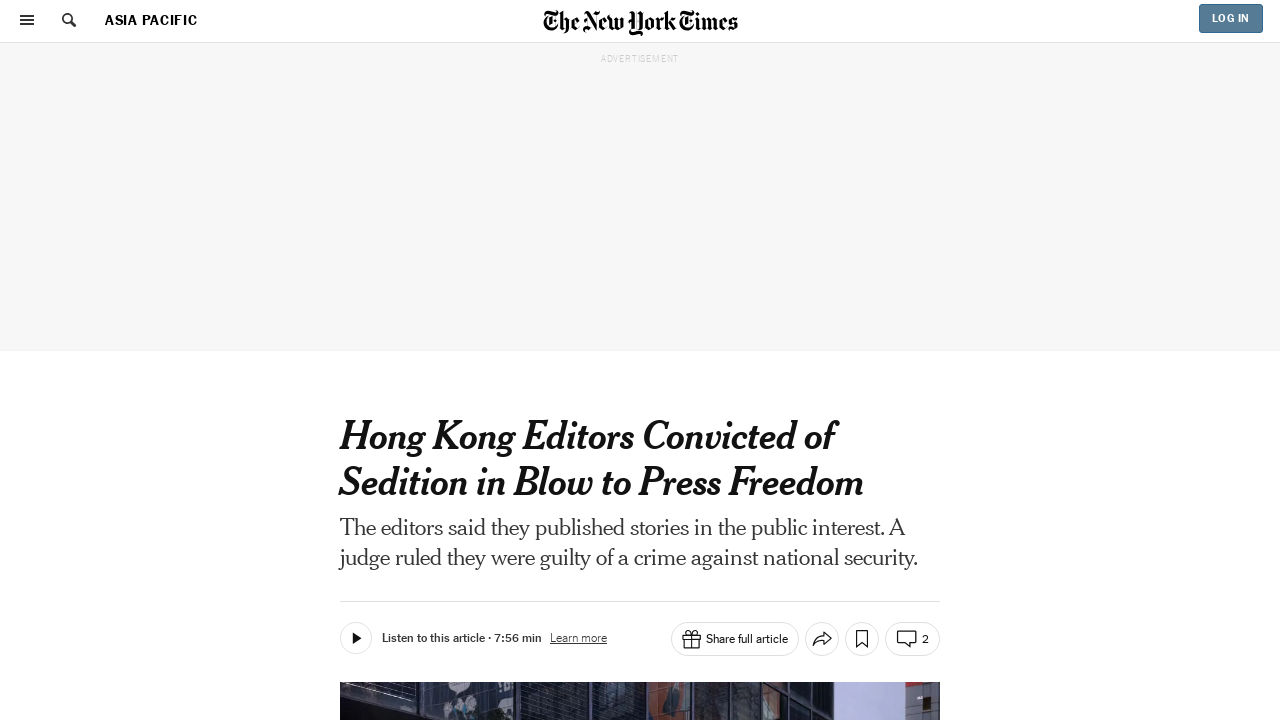 ASIA PACIFIC
The New York Times
LOG IN
ADVERTISEMENT
Hong Kong Editors Convicted of
Sedition in Blow to Press Freedom
The editors said they published stories in the public interest. A
judge ruled they were guilty of a crime against national security.
Listen to this article · 7:56 min Learn more
Share full article
2